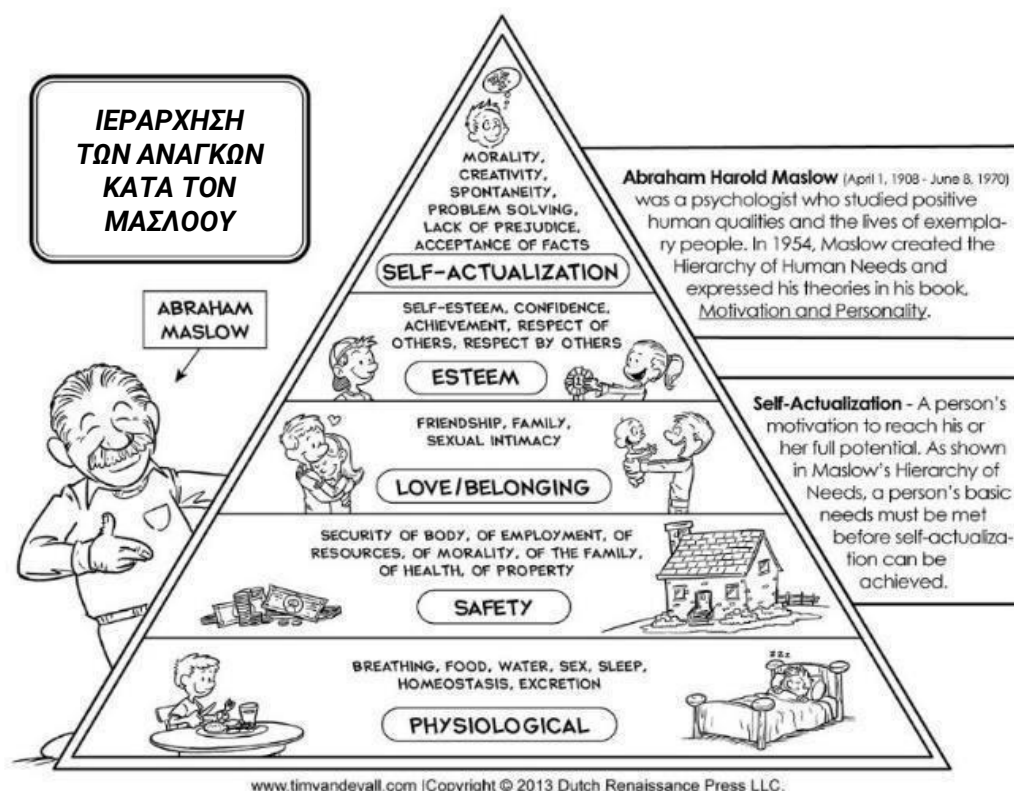 ΙΕΡΑΡΧΗΣΗ
ΤΩΝ ΑΝΑΓΚΩΝ
ΚΑΤΑ ΤΟΝ
ΜΑΣΛΟΟΥ
ABRAHAM
MASLOW
MORALITY,
CREATIVITY,
SPONTANEITY,
PROBLEM SOLVING,
LACK OF PREJUDICE,
ACCEPTANCE OF FACTS
SELF-ACTUALIZATION
SELF-ESTEEM, CONFIDENCE,
ACHIEVEMENT, RESPECT OF
OTHERS, RESPECT BY OTHERS
ESTEEM
1
FRIENDSHIP, FAMILY,
SEXUAL INTIMACY
LOVE/BELONGING
SECURITY OF BODY, OF EMPLOYMENT, OF
RESOURCES, OF MORALITY, OF THE FAMILY,
OF HEALTH, OF PROPERTY
SAFETY
BREATHING, FOOD, WATER, SEX, SLEEP,
HOMEOSTASIS, EXCRETION
PHYSIOLOGICAL
zzz
Abraham Harold Maslow (April 1, 1908 - June 8, 1970)
was a psychologist who studied positive
human qualities and the lives of exempla-
ry people. In 1954, Maslow created the
Hierarchy of Human Needs and
expressed his theories in his book,
Motivation and Personality.
Self-Actualization - A person's
motivation to reach his or
her full potential. As shown
in Maslow's Hierarchy of
Needs, a person's basic
needs must be met
before self-actualiza-
tion can be
achieved.
www.timvandevall.com |Copyright © 2013 Dutch Renaissance Press LLC.